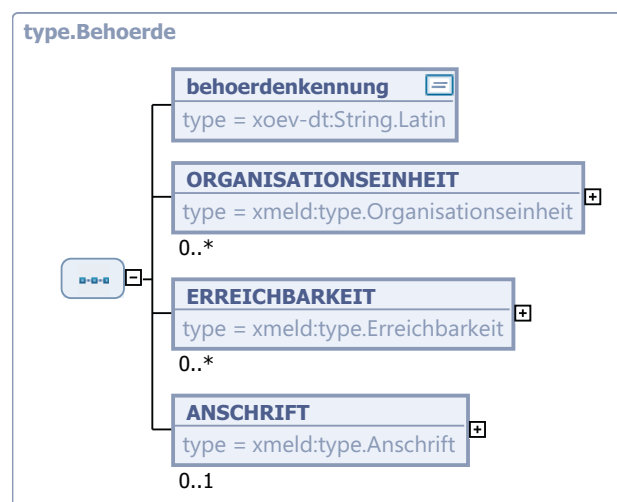 type.Behoerde
behoerdenkennung
type = xoev-dt:String.Latin
ORGANISATIONSEINHEIT
type = xmeld:type.Organisationseinheit
0..*
ERREICHBARKEIT
type = xmeld:type.Erreichbarkeit
0..*
ANSCHRIFT
type = xmeld:type.Anschrift
0..1